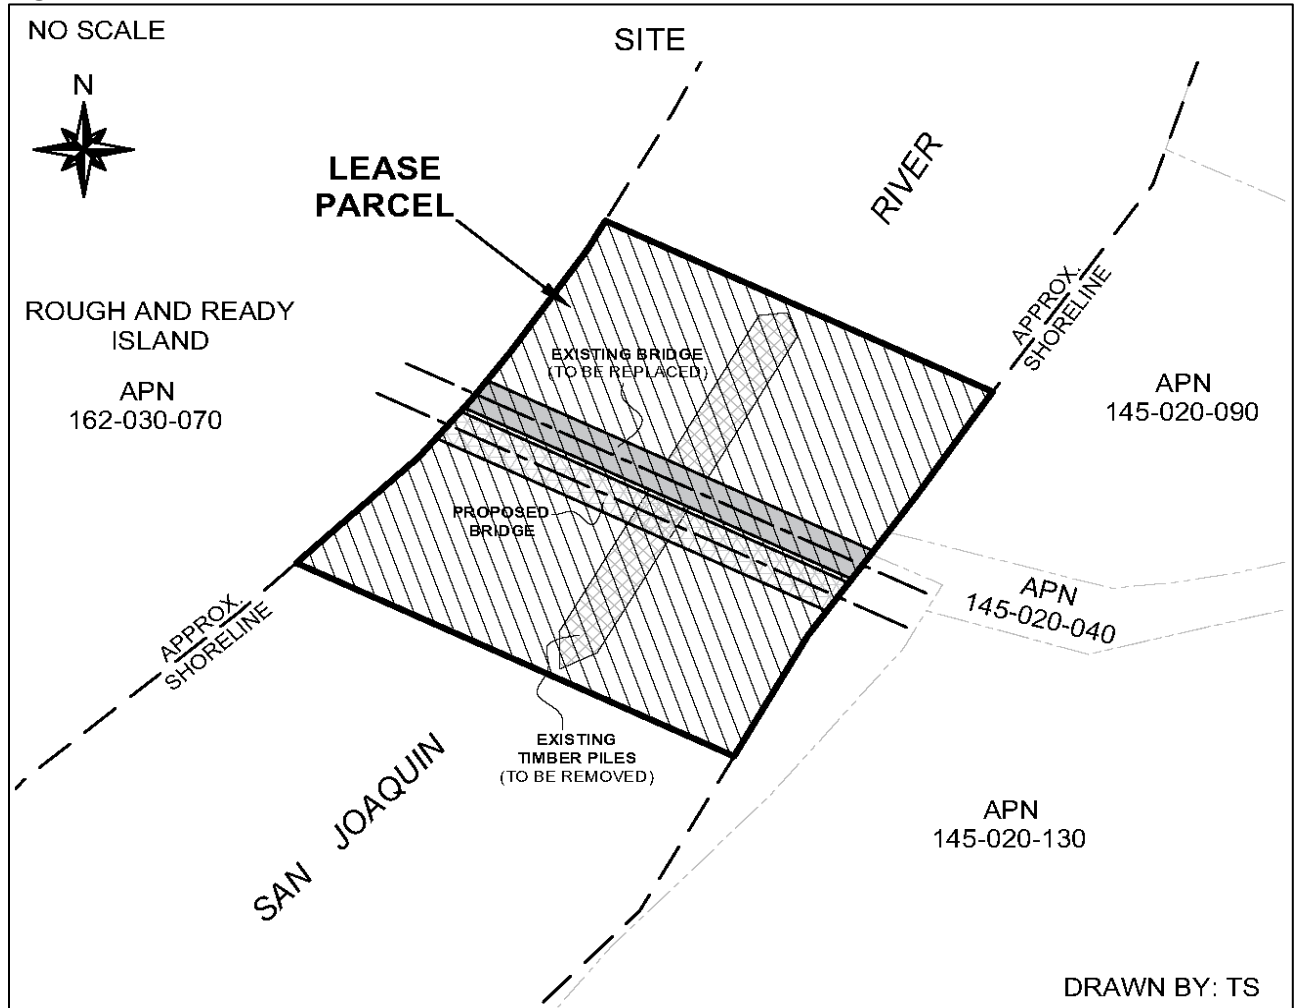 NO SCALE
SITE
N
LEASE
PARCEL
RIVER
ROUGH AND READY
ISLAND
APN
162-030-070
APPROX.
SHORELINE
EXISTING BRIDGE
(TO BE REPLACED)
APN
145-020-090
PROPOSED
BRIDGE
APN
145-020-040
APPROX.
SHORELINE
EXISTING
TIMBER PILES
(TO BE REMOVED)
SAN JOAQUIN
APN
145-020-130
DRAWN BY: TS